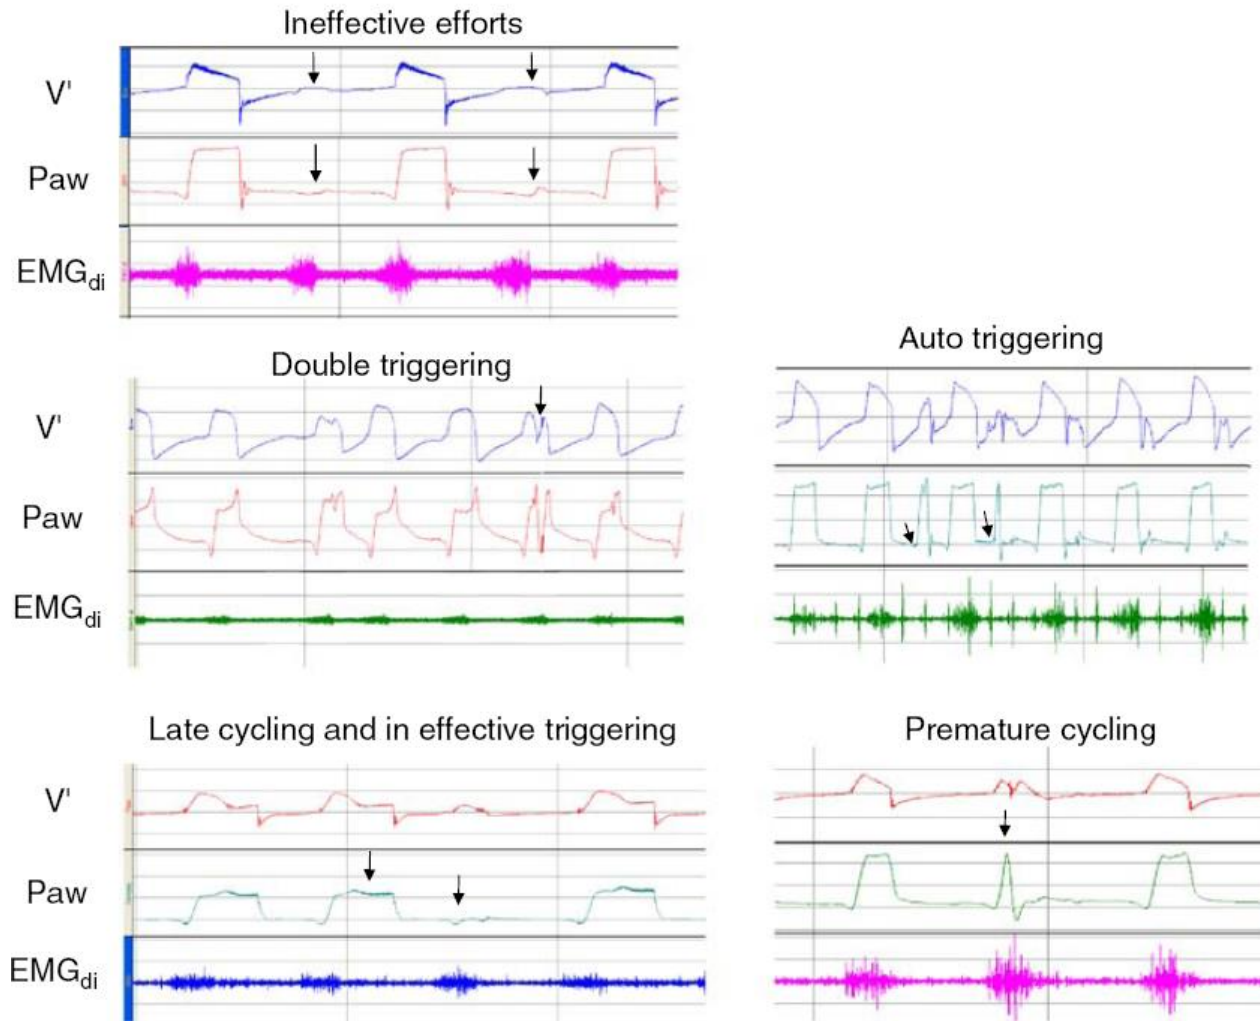 Ineffective efforts
V'
Paw
EMGdi
Double triggering
V'
Paw
EMGdi
Auto triggering
Late cycling and in effective triggering
V'
Paw
EMGdi
Premature cycling